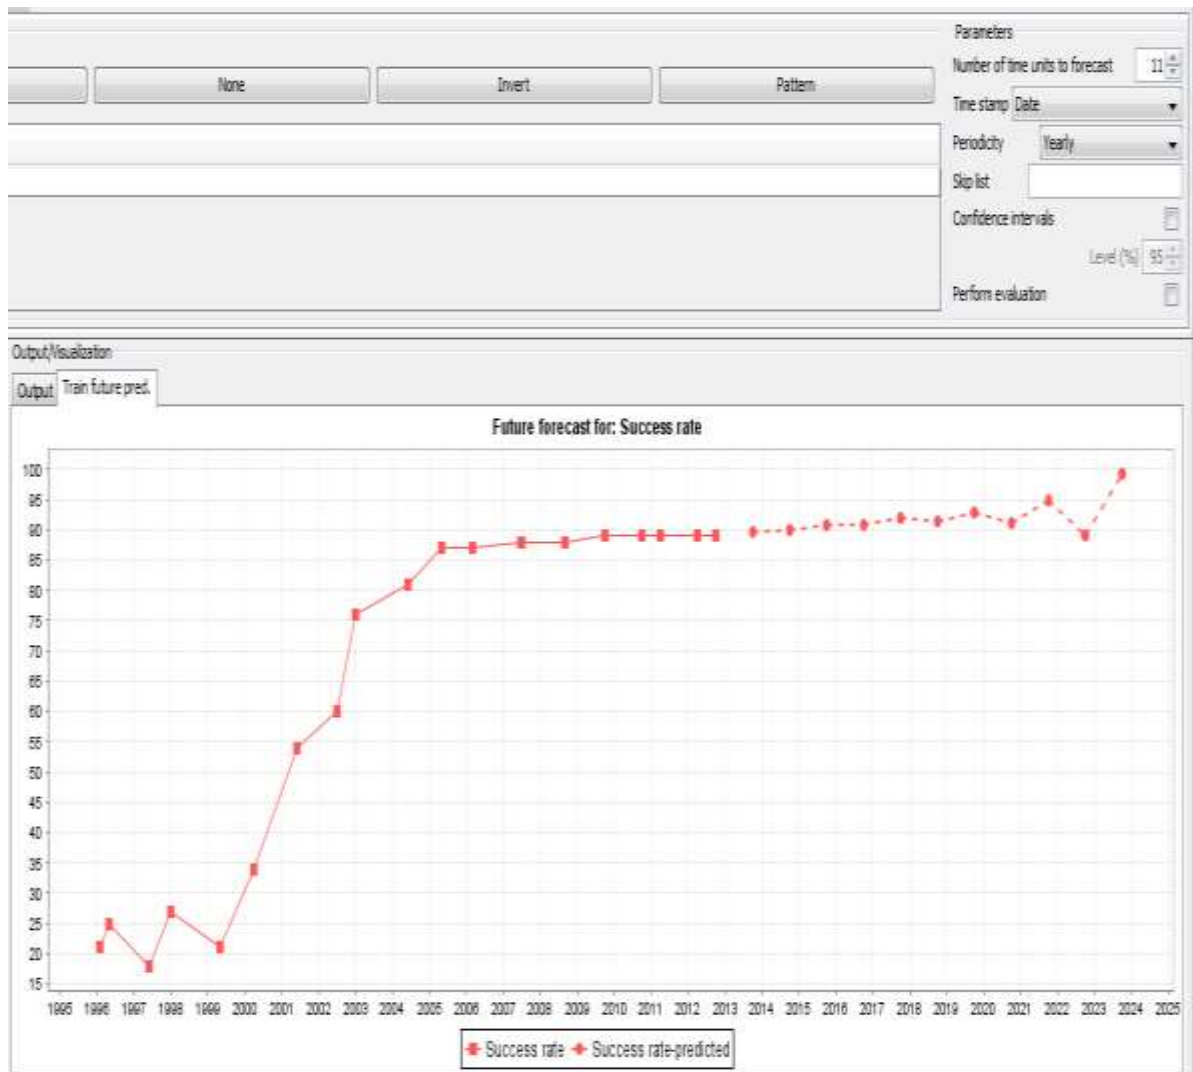 Parameters
Number of time units to forecast 11
None Invert Pattern
Time stamp Date
Periodicity Yearly
Skip list
Confidence intervals
Level (%) 95
Perform evaluation
Output/Visualization
Output Train future pred.
Future forecast for: Success rate
100
95
90
85
80
75
70
65
60
55
50
45
40
35
30
25
20
15
1995 1996 1997 1998 1999 2000 2001 2002 2003 2004 2005 2006 2007 2008 2009 2010 2011 2012 2013 2014 2015 2016 2017 2018 2019 2020 2021 2022 2023 2024 2025
Success rate Success rate-predicted